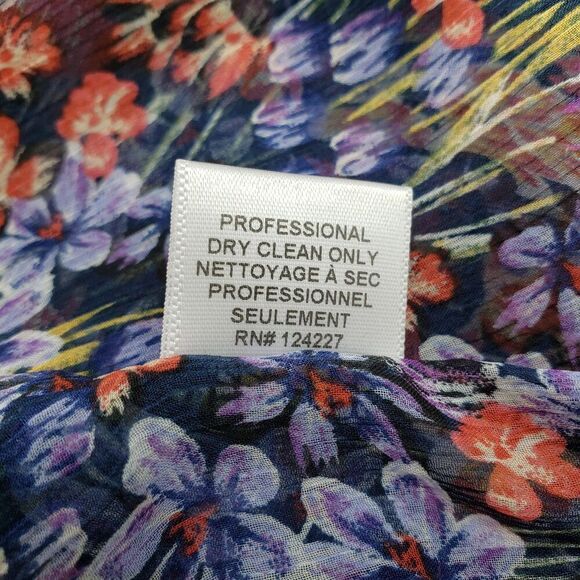 PROFESSIONAL
DRY CLEAN ONLY
NETTOYAGE À SEC
PROFESSIONNEL
SEULEMENT
RN# 124227